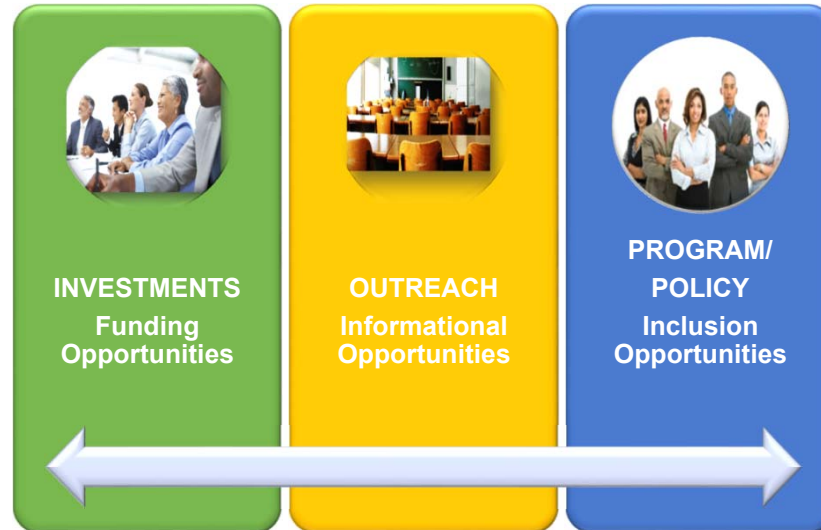 INVESTMENTS
Funding
Opportunities
OUTREACH
Informational
Opportunities
PROGRAM/
POLICY
Inclusion
Opportunities